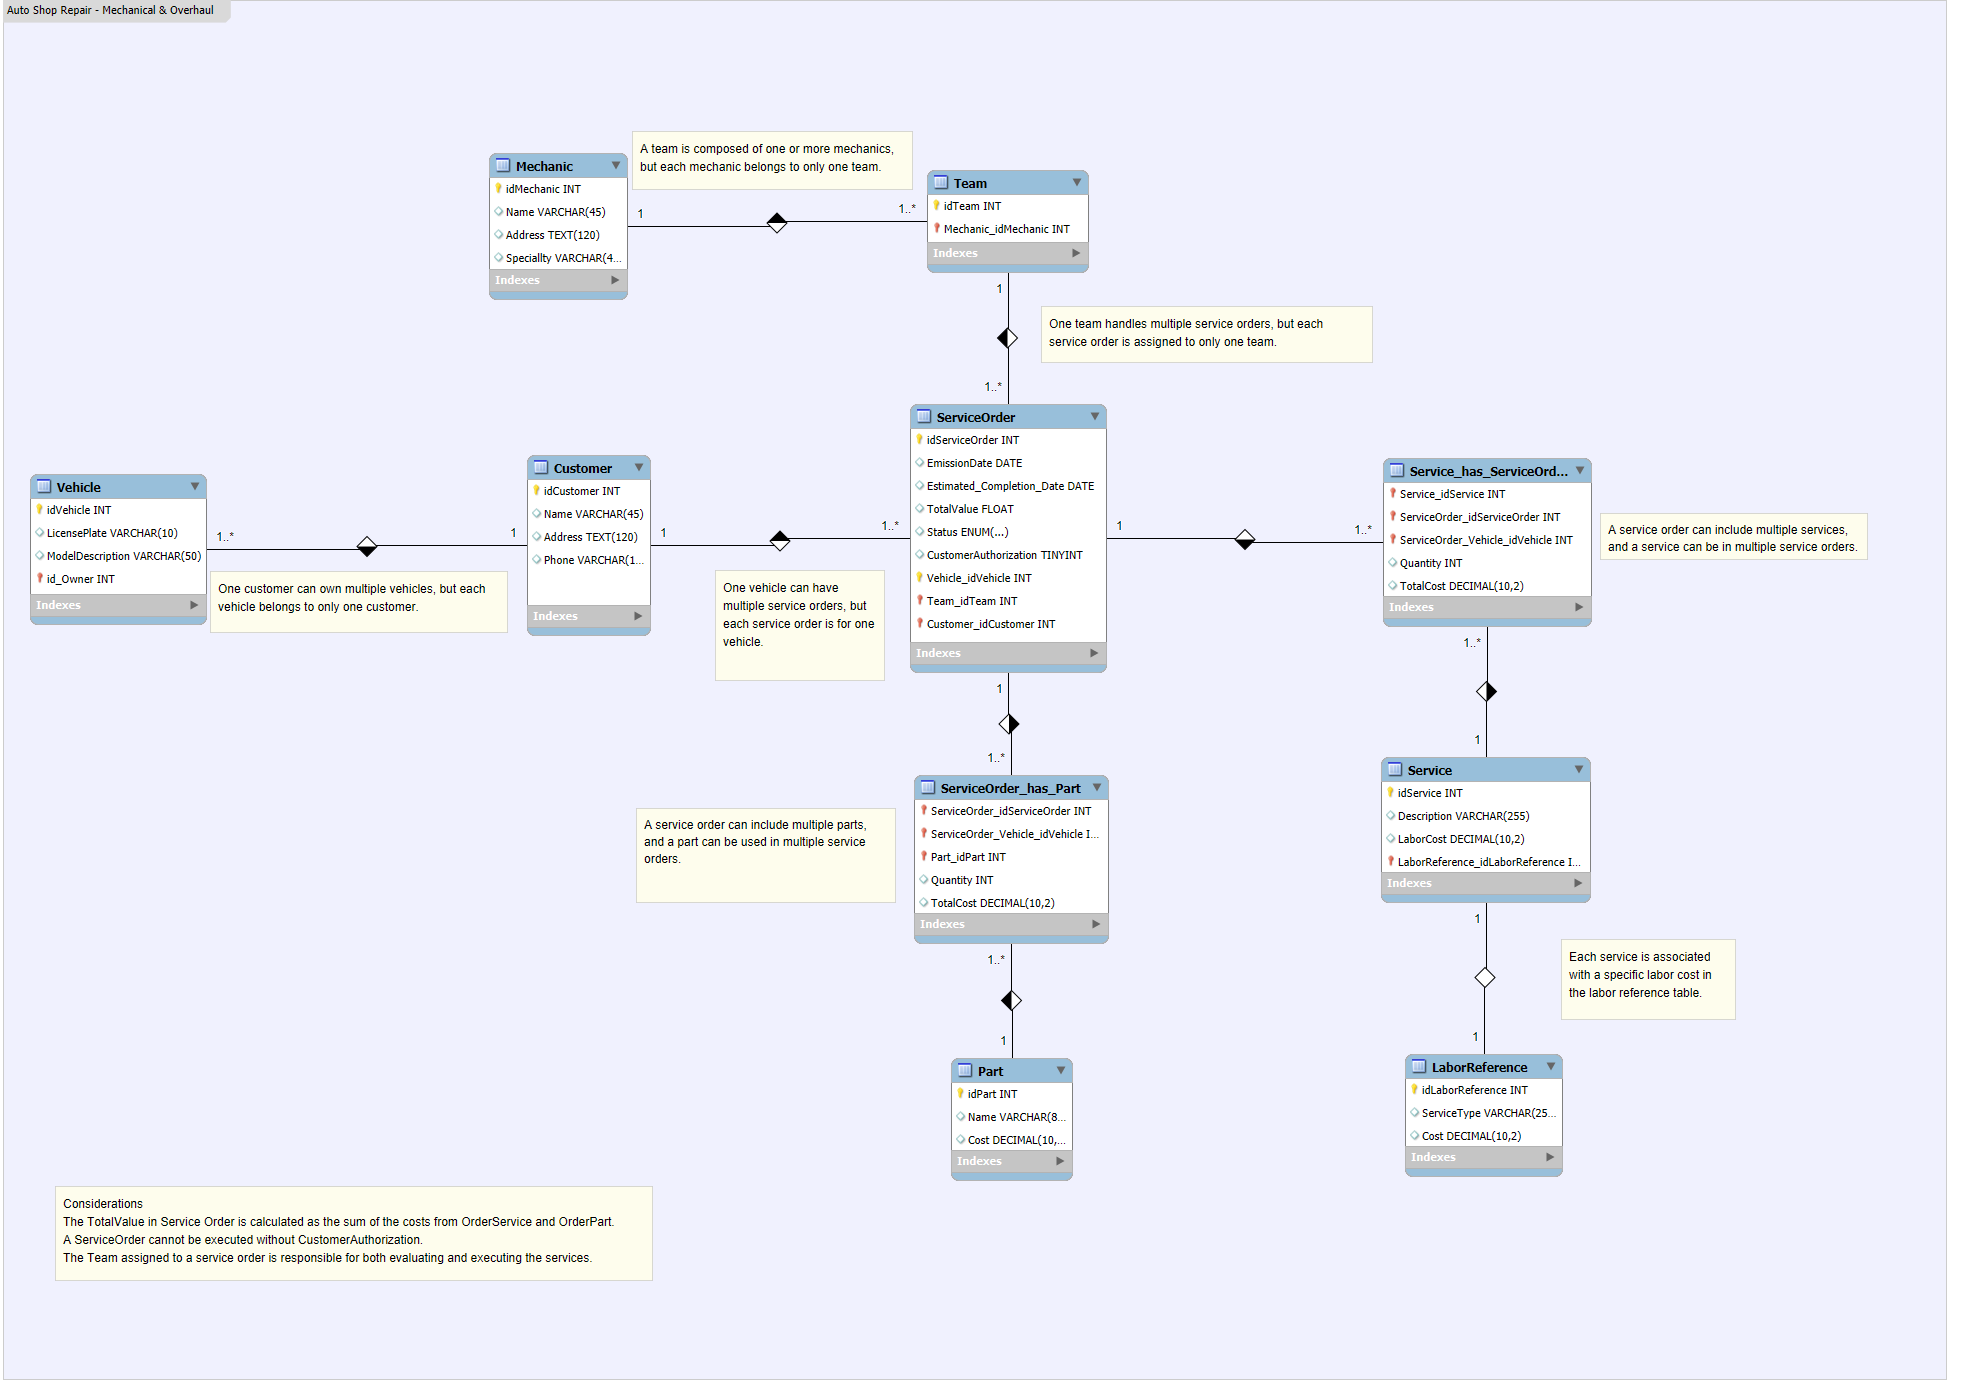 Auto Shop Repair - Mechanical & Overhaul
A team is composed of one or more mechanics,
but each mechanic belongs to only one team.
Mechanic
idMechanic INT
Name VARCHAR(45)
Address TEXT(120)
Speciallty VARCHAR(4...
Indexes
1
1..*
Team
idTeam INT
Mechanic_idMechanic INT
Indexes
1
1..*
One team handles multiple service orders, but each
service order is assigned to only one team.
ServiceOrder
idServiceOrder INT
EmissionDate DATE
Estimated_Completion_Date DATE
TotalValue FLOAT
Status ENUM(...)
CustomerAuthorization TINYINT
Vehicle_idVehicle INT
Team_idTeam INT
Customer_idCustomer INT
Indexes
Vehicle
idVehicle INT
LicensePlate VARCHAR(10)
ModelDescription VARCHAR(50)
id_Owner INT
Indexes
1..*
1
One customer can own multiple vehicles, but each
vehicle belongs to only one customer.
Customer
idCustomer INT
Name VARCHAR(45)
Address TEXT(120)
Phone VARCHAR(1...
Indexes
1
1..*
One vehicle can have
multiple service orders, but
each service order is for one
vehicle.
1
1..*
Service_has_ServiceOrd...
Service_idService INT
ServiceOrder_idServiceOrder INT
ServiceOrder_Vehicle_idVehicle INT
Quantity INT
TotalCost DECIMAL(10,2)
Indexes
A service order can include multiple services,
and a service can be in multiple service orders.
1..*
1
Service
idService INT
Description VARCHAR(255)
LaborCost DECIMAL(10,2)
LaborReference_idLaborReference I...
Indexes
1
1
Each service is associated
with a specific labor cost in
the labor reference table.
LaborReference
idLaborReference INT
ServiceType VARCHAR(25...
Cost DECIMAL(10,2)
Indexes
1
1..*
ServiceOrder_has_Part
ServiceOrder_idServiceOrder INT
ServiceOrder_Vehicle_idVehicle I...
Part_idPart INT
Quantity INT
TotalCost DECIMAL(10,2)
Indexes
A service order can include multiple parts,
and a part can be used in multiple service
orders.
1..*
1
Part
idPart INT
Name VARCHAR(8...
Cost DECIMAL(10,...
Indexes
Considerations
The TotalValue in Service Order is calculated as the sum of the costs from OrderService and OrderPart.
A ServiceOrder cannot be executed without CustomerAuthorization.
The Team assigned to a service order is responsible for both evaluating and executing the services.